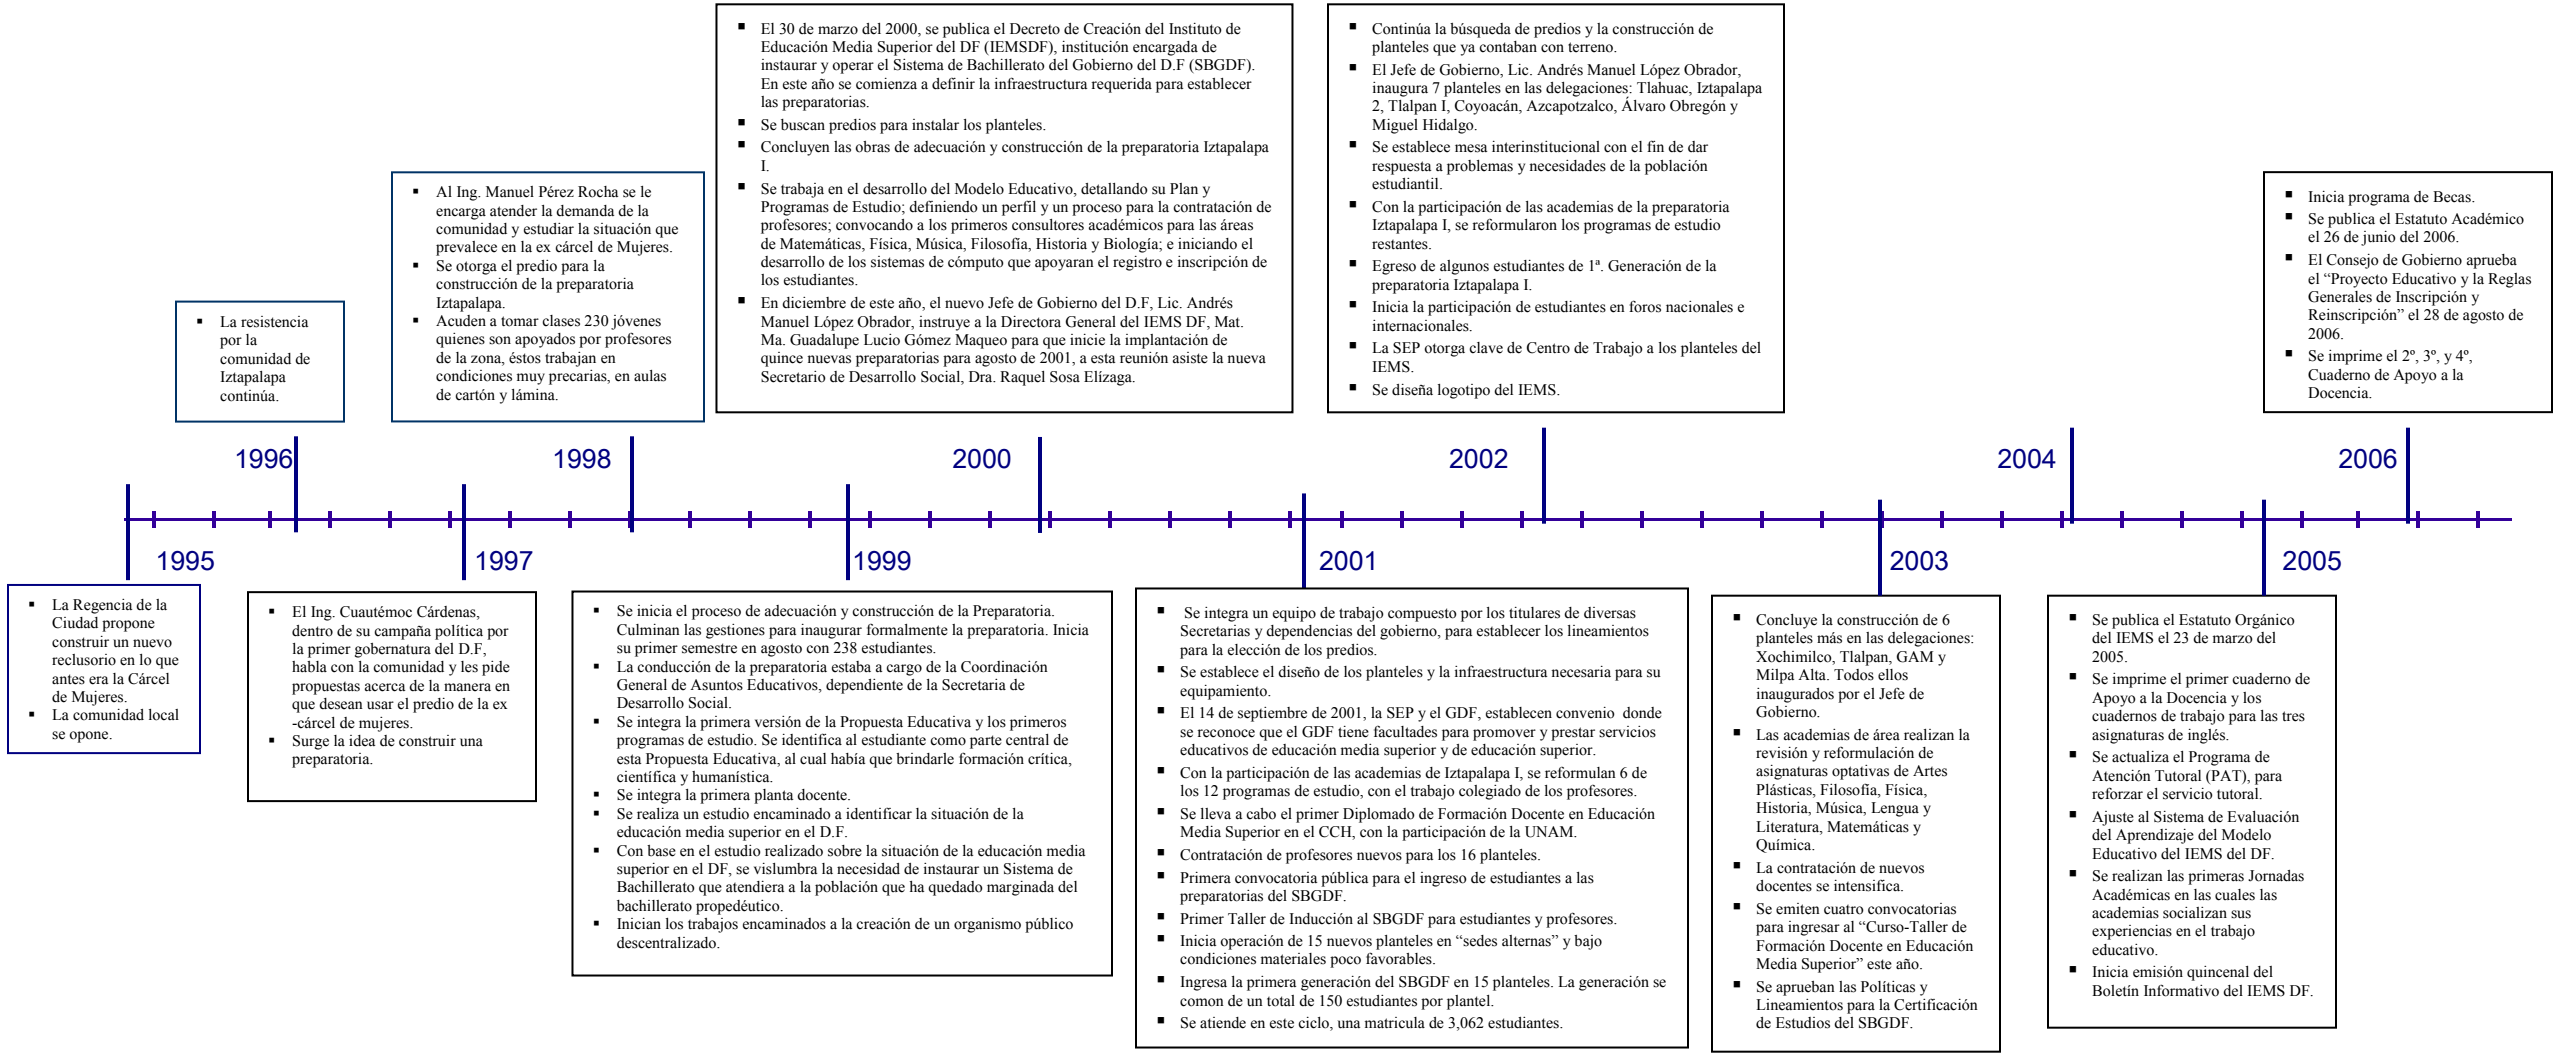 ▪ El 30 de marzo del 2000, se publica el Decreto de Creación del Instituto de
Educación Media Superior del DF (IEMSDF), institución encargada de
instaurar y operar el Sistema de Bachillerato del Gobierno del D.F (SBGDF).
En este año se comienza a definir la infraestructura requerida para establecer
las preparatorias.
▪ Se buscan predios para instalar los planteles.
▪ Concluyen las obras de adecuación y construcción de la preparatoria Iztapalapa
I.
▪ Se trabaja en el desarrollo del Modelo Educativo, detallando su Plan y
Programas de Estudio; definiendo un perfil y un proceso para la contratación de
profesores; convocando a los primeros consultores académicos para las áreas
de Matemáticas, Física, Música, Filosofía, Historia y Biología; e iniciando el
desarrollo de los sistemas de cómputo que apoyaran el registro e inscripción de
los estudiantes.
▪ En diciembre de este año, el nuevo Jefe de Gobierno del D.F, Lic. Andrés
Manuel López Obrador, instruye a la Directora General del IEMS DF, Mat.
Ma. Guadalupe Lucio Gómez Maqueo para que inicie la implantación de
quince nuevas preparatorias para agosto de 2001, a esta reunión asiste la nueva
Secretario de Desarrollo Social, Dra. Raquel Sosa Elízaga.
▪ Continúa la búsqueda de predios y la construcción de
planteles que ya contaban con terreno.
▪ El Jefe de Gobierno, Lic. Andrés Manuel López Obrador,
inaugura 7 planteles en las delegaciones: Tlahuac, Iztapalapa
2, Tlalpan I, Coyoacán, Azcapotzalco, Álvaro Obregón y
Miguel Hidalgo.
▪ Se establece mesa interinstitucional con el fin de dar
respuesta a problemas y necesidades de la población
estudiantil.
▪ Con la participación de las academias de la preparatoria
Iztapalapa I, se reformularon los programas de estudio
restantes.
▪ Egreso de algunos estudiantes de 1ª. Generación de la
preparatoria Iztapalapa I.
▪ Inicia la participación de estudiantes en foros nacionales e
internacionales.
▪ La SEP otorga clave de Centro de Trabajo a los planteles del
IEMS.
▪ Se diseña logotipo del IEMS.
▪ Al Ing. Manuel Pérez Rocha se le
encarga atender la demanda de la
comunidad y estudiar la situación que
prevalece en la ex cárcel de Mujeres.
▪ Se otorga el predio para la
construcción de la preparatoria
Iztapalapa.
▪ Acuden a tomar clases 230 jóvenes
quienes son apoyados por profesores
de la zona, éstos trabajan en
condiciones muy precarias, en aulas
de cartón y lámina.
▪ Inicia programa de Becas.
▪ Se publica el Estatuto Académico
el 26 de junio del 2006.
▪ El Consejo de Gobierno aprueba
el “Proyecto Educativo y la Reglas
Generales de Inscripción y
Reinscripción” el 28 de agosto de
2006.
▪ Se imprime el 2º, 3º, y 4º,
Cuaderno de Apoyo a la
Docencia.
▪ La resistencia
por la
comunidad de
Iztapalapa
continúa.
1996
1998
2000
2002
2004
2006
1995
1997
1999
2001
2003
2005
▪ La Regencia de la
Ciudad propone
construir un nuevo
reclusorio en lo que
antes era la Cárcel
de Mujeres.
▪ La comunidad local
se opone.
▪ El Ing. Cuautémoc Cárdenas,
dentro de su campaña política por
la primer gobernatura del D.F,
habla con la comunidad y les pide
propuestas acerca de la manera en
que desean usar el predio de la ex
-cárcel de mujeres.
▪ Surge la idea de construir una
preparatoria.
▪ Se inicia el proceso de adecuación y construcción de la Preparatoria.
Culminan las gestiones para inaugurar formalmente la preparatoria. Inicia
su primer semestre en agosto con 238 estudiantes.
▪ La conducción de la preparatoria estaba a cargo de la Coordinación
General de Asuntos Educativos, dependiente de la Secretaria de
Desarrollo Social.
▪ Se integra la primera versión de la Propuesta Educativa y los primeros
programas de estudio. Se identifica al estudiante como parte central de
esta Propuesta Educativa, al cual había que brindarle formación crítica,
científica y humanística.
▪ Se integra la primera planta docente.
▪ Se realiza un estudio encaminado a identificar la situación de la
educación media superior en el D.F.
▪ Con base en el estudio realizado sobre la situación de la educación media
superior en el DF, se vislumbra la necesidad de instaurar un Sistema de
Bachillerato que atendiera a la población que ha quedado marginada del
bachillerato propedéutico.
▪ Inician los trabajos encaminados a la creación de un organismo público
descentralizado.
▪ Se integra un equipo de trabajo compuesto por los titulares de diversas
Secretarias y dependencias del gobierno, para establecer los lineamientos
para la elección de los predios.
▪ Se establece el diseño de los planteles y la infraestructura necesaria para su
equipamiento.
▪ El 14 de septiembre de 2001, la SEP y el GDF, establecen convenio donde
se reconoce que el GDF tiene facultades para promover y prestar servicios
educativos de educación media superior y de educación superior.
▪ Con la participación de las academias de Iztapalapa I, se reformulan 6 de
los 12 programas de estudio, con el trabajo colegiado de los profesores.
▪ Se lleva a cabo el primer Diplomado de Formación Docente en Educación
Media Superior en el CCH, con la participación de la UNAM.
▪ Contratación de profesores nuevos para los 16 planteles.
▪ Primera convocatoria pública para el ingreso de estudiantes a las
preparatorias del SBGDF.
▪ Primer Taller de Inducción al SBGDF para estudiantes y profesores.
▪ Inicia operación de 15 nuevos planteles en “sedes alternas” y bajo
condiciones materiales poco favorables.
▪ Ingresa la primera generación del SBGDF en 15 planteles. La generación se
comon de un total de 150 estudiantes por plantel.
▪ Se atiende en este ciclo, una matricula de 3,062 estudiantes.
▪ Concluye la construcción de 6
planteles más en las delegaciones:
Xochimilco, Tlalpan, GAM y
Milpa Alta. Todos ellos
inaugurados por el Jefe de
Gobierno.
▪ Las academias de área realizan la
revisión y reformulación de
asignaturas optativas de Artes
Plásticas, Filosofía, Física,
Historia, Música, Lengua y
Literatura, Matemáticas y
Química.
▪ La contratación de nuevos
docentes se intensifica.
▪ Se emiten cuatro convocatorias
para ingresar al “Curso-Taller de
Formación Docente en Educación
Media Superior” este año.
▪ Se aprueban las Políticas y
Lineamientos para la Certificación
de Estudios del SBGDF.
▪ Se publica el Estatuto Orgánico
del IEMS el 23 de marzo del
2005.
▪ Se imprime el primer cuaderno de
Apoyo a la Docencia y los
cuadernos de trabajo para las tres
asignaturas de inglés.
▪ Se actualiza el Programa de
Atención Tutoral (PAT), para
reforzar el servicio tutoral.
▪ Ajuste al Sistema de Evaluación
del Aprendizaje del Modelo
Educativo del IEMS del DF.
▪ Se realizan las primeras Jornadas
Académicas en las cuales las
academias socializan sus
experiencias en el trabajo
educativo.
▪ Inicia emisión quincenal del
Boletín Informativo del IEMS DF.